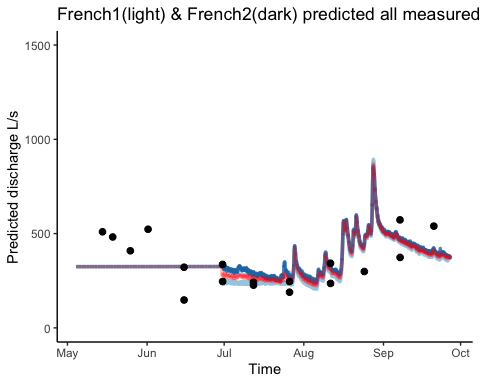 French1(light) & French2(dark) predicted all measured
Predicted discharge L/s
1500
1000
500
0
May Jun Jul Aug Sep Oct
Time